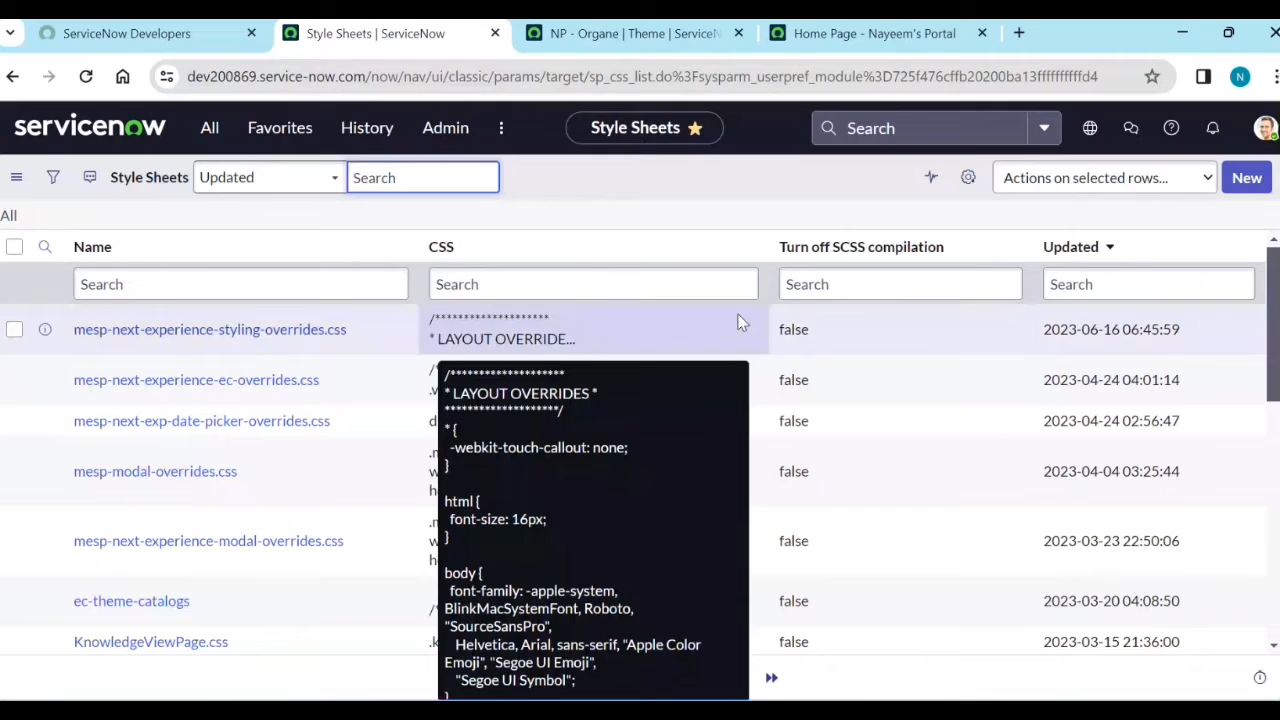 ServiceNow Developers
Style Sheets | ServiceNow
NP - Organe | Theme | ServiceN
Home Page - Nayeem's Portal
dev200869.service-now.com/now/nav/ui/classic/params/target/sp_css_list.do%3Fsysparm_userpref_module%3D725f476cffb20200ba13fffffffffd4
N
servicenow
All
Favorites
History
Admin
Style Sheets
Search
Style Sheets
Updated
Search
Actions on selected rows...
New
All
Name
CSS
Turn off SCSS compilation
Updated
Search
Search
Search
Search
mesp-next-experience-styling-overrides.css
/********************
* LAYOUT OVERRIDE...
false
2023-06-16 06:45:59
mesp-next-experience-ec-overrides.css
false
2023-04-24 04:01:14
mesp-next-exp-date-picker-overrides.css
false
2023-04-24 02:56:47
mesp-modal-overrides.css
false
2023-04-04 03:25:44
mesp-next-experience-modal-overrides.css
false
2023-03-23 22:50:06
ec-theme-catalogs
false
2023-03-20 04:08:50
KnowledgeViewPage.css
false
2023-03-15 21:36:00
/********************
* LAYOUT OVERRIDES *
********************/
* {
-webkit-touch-callout: none;
}
html {
font-size: 16px;
}
body {
font-family: -apple-system,
BlinkMacSystemFont, Roboto,
"SourceSansPro",
Helvetica, Arial, sans-serif, "Apple Color
Emoji", "Segoe UI Emoji",
"Segoe UI Symbol";
}